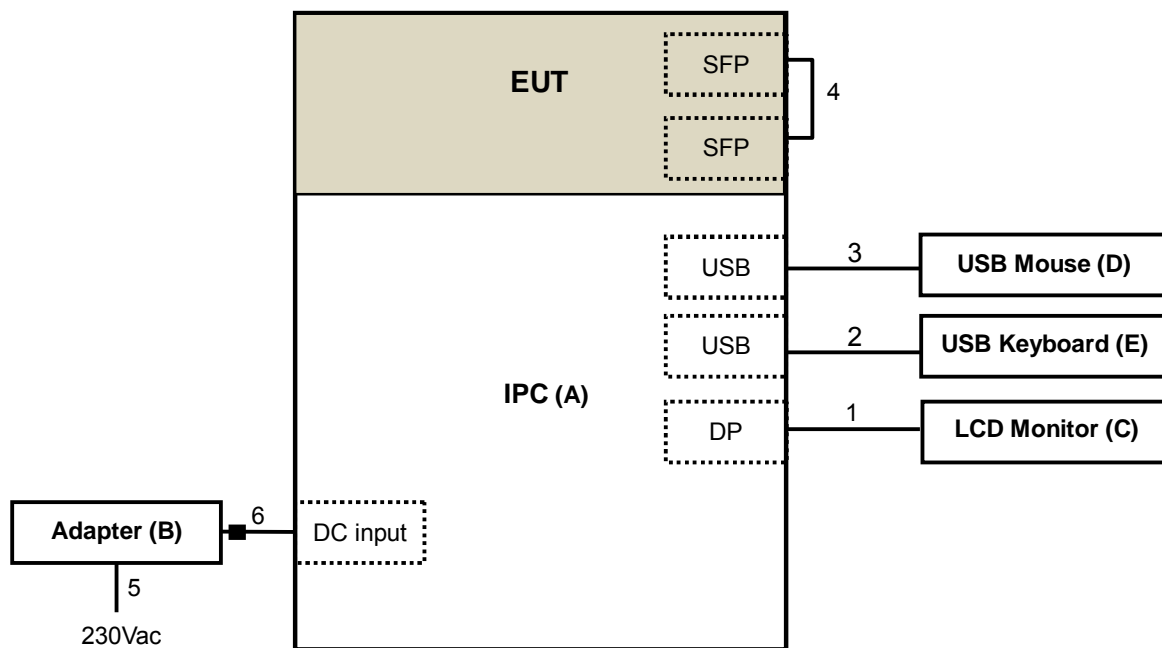 SFP
EUT
4
SFP
USB
3
USB Mouse (D)
USB
2
USB Keyboard (E)
IPC (A)
DP
1
LCD Monitor (C)
Adapter (B)
6
DC input
5
230Vac